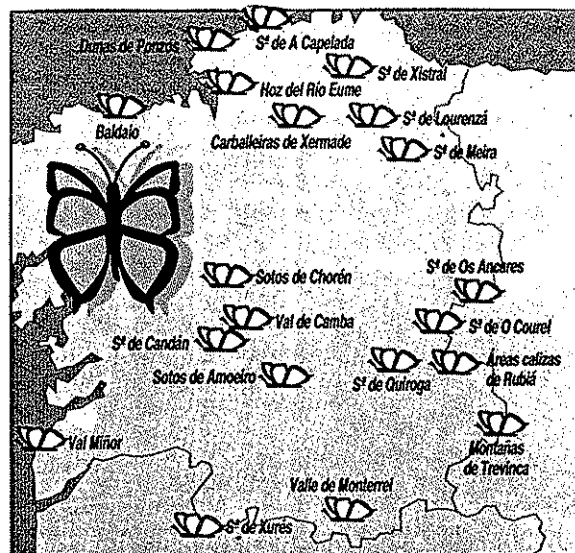 Dunas de Ponzos
Sª de A Capelada
Sª de Xistral
Hoz del Río Eume
Baldaio
Carballeiras de Xermade
Sª de Lourenzá
Sª de Meira
Sotos de Chorén
Sª de Os Ancares
Val de Camba
Sª de O Courel
Sª de Candán
Sotos de Amoeiro
Sª de Quiroga
Áreas calizas
de Rubiá
Val Miñor
Montañas
de Trevinca
Valle de Monterrei
Sª de Xurés